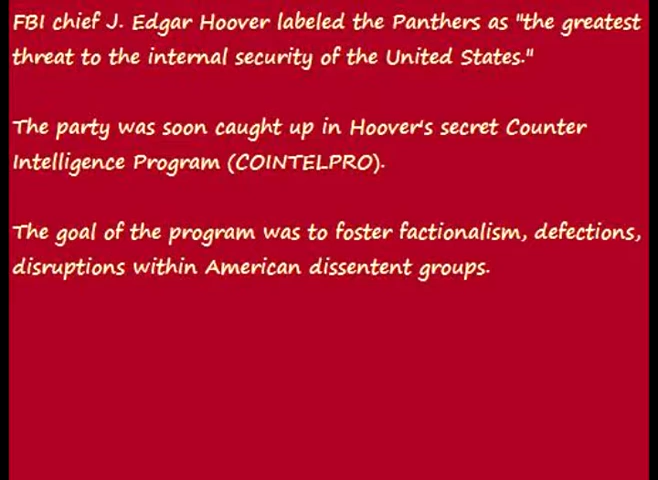 FBI chief J. Edgar Hoover labeled the Panthers as "the greatest
threat to the internal security of the United States."
The party was soon caught up in Hoover's secret Counter
Intelligence Program (COINTELPRO).
The goal of the program was to foster factionalism, defections,
disruptions within American dissentent groups.